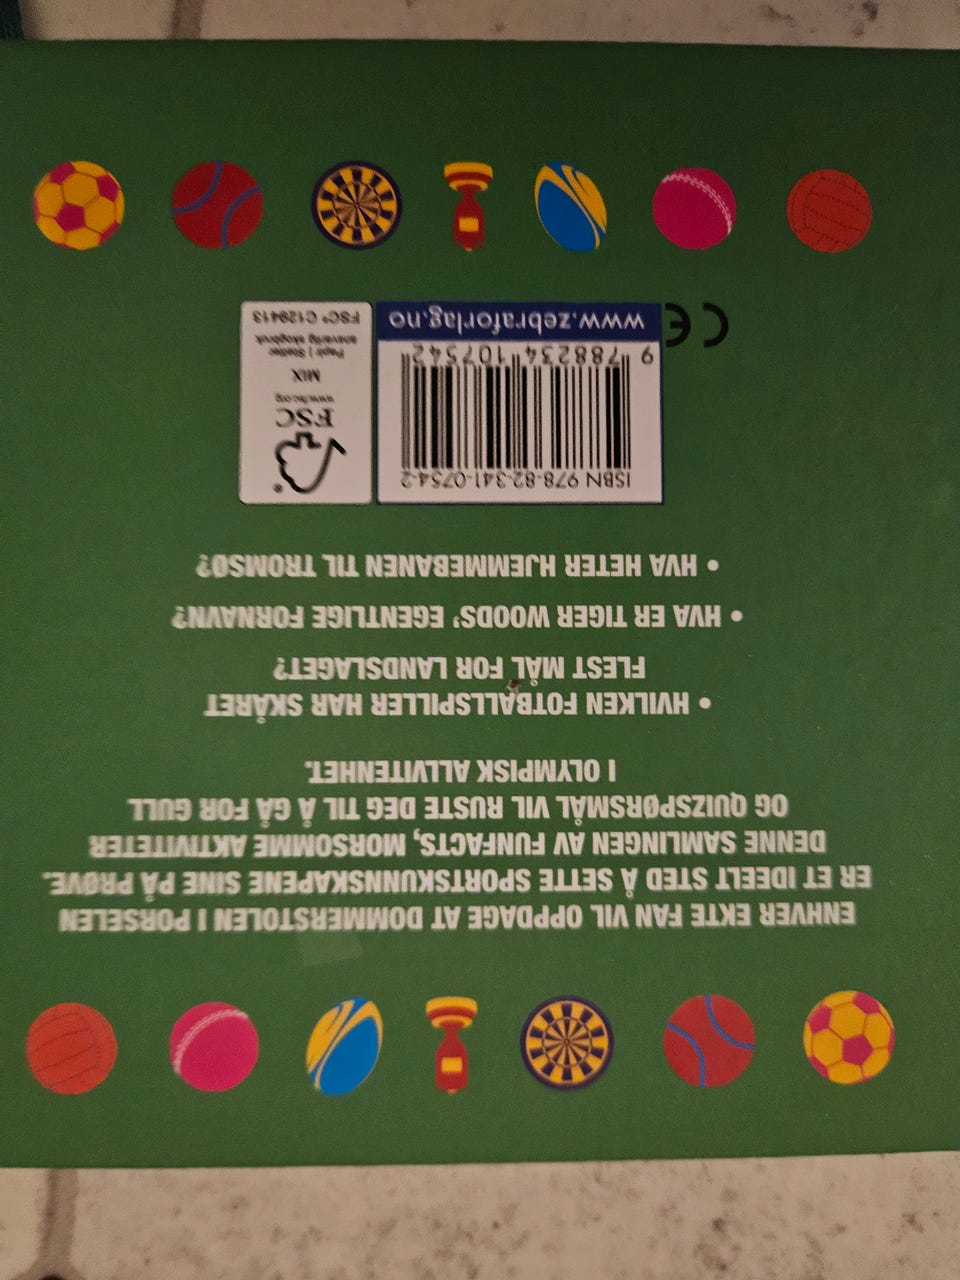 ENHVER EKTE FAN VIL OPPDAGE AT DOMMERSTOLEN I PORSELEN
ER ET IDEELT STED Å SETTE SPORTSKUNNSKAPENE SINE PÅ PRØVE.
DENNE SAMLINGEN AV FUNFACTS, MORSOMME AKTIVITETER
OG QUIZSPØRSMÅL VIL RUSTE DEG TIL Å GÅ FOR GULL
I OLYMPISK ALLVITENHET.
• HVILKEN FOTBALLSPILLER HAR SKÅRET
FLEST MÅL FOR LANDSLAGET?
• HVA ER TIGER WOODS' EGENTLIGE FORNAVN?
• HVA HETER HJEMMEBANEN TIL TROMSØ?
ISBN 978-82-341-0754-2
9 788234 107542
www.zebraforlag.no
CE
FSC
www.fsc.org
MIX
Papir | Støtter
ansvarlig skogbruk
FSC® C129413